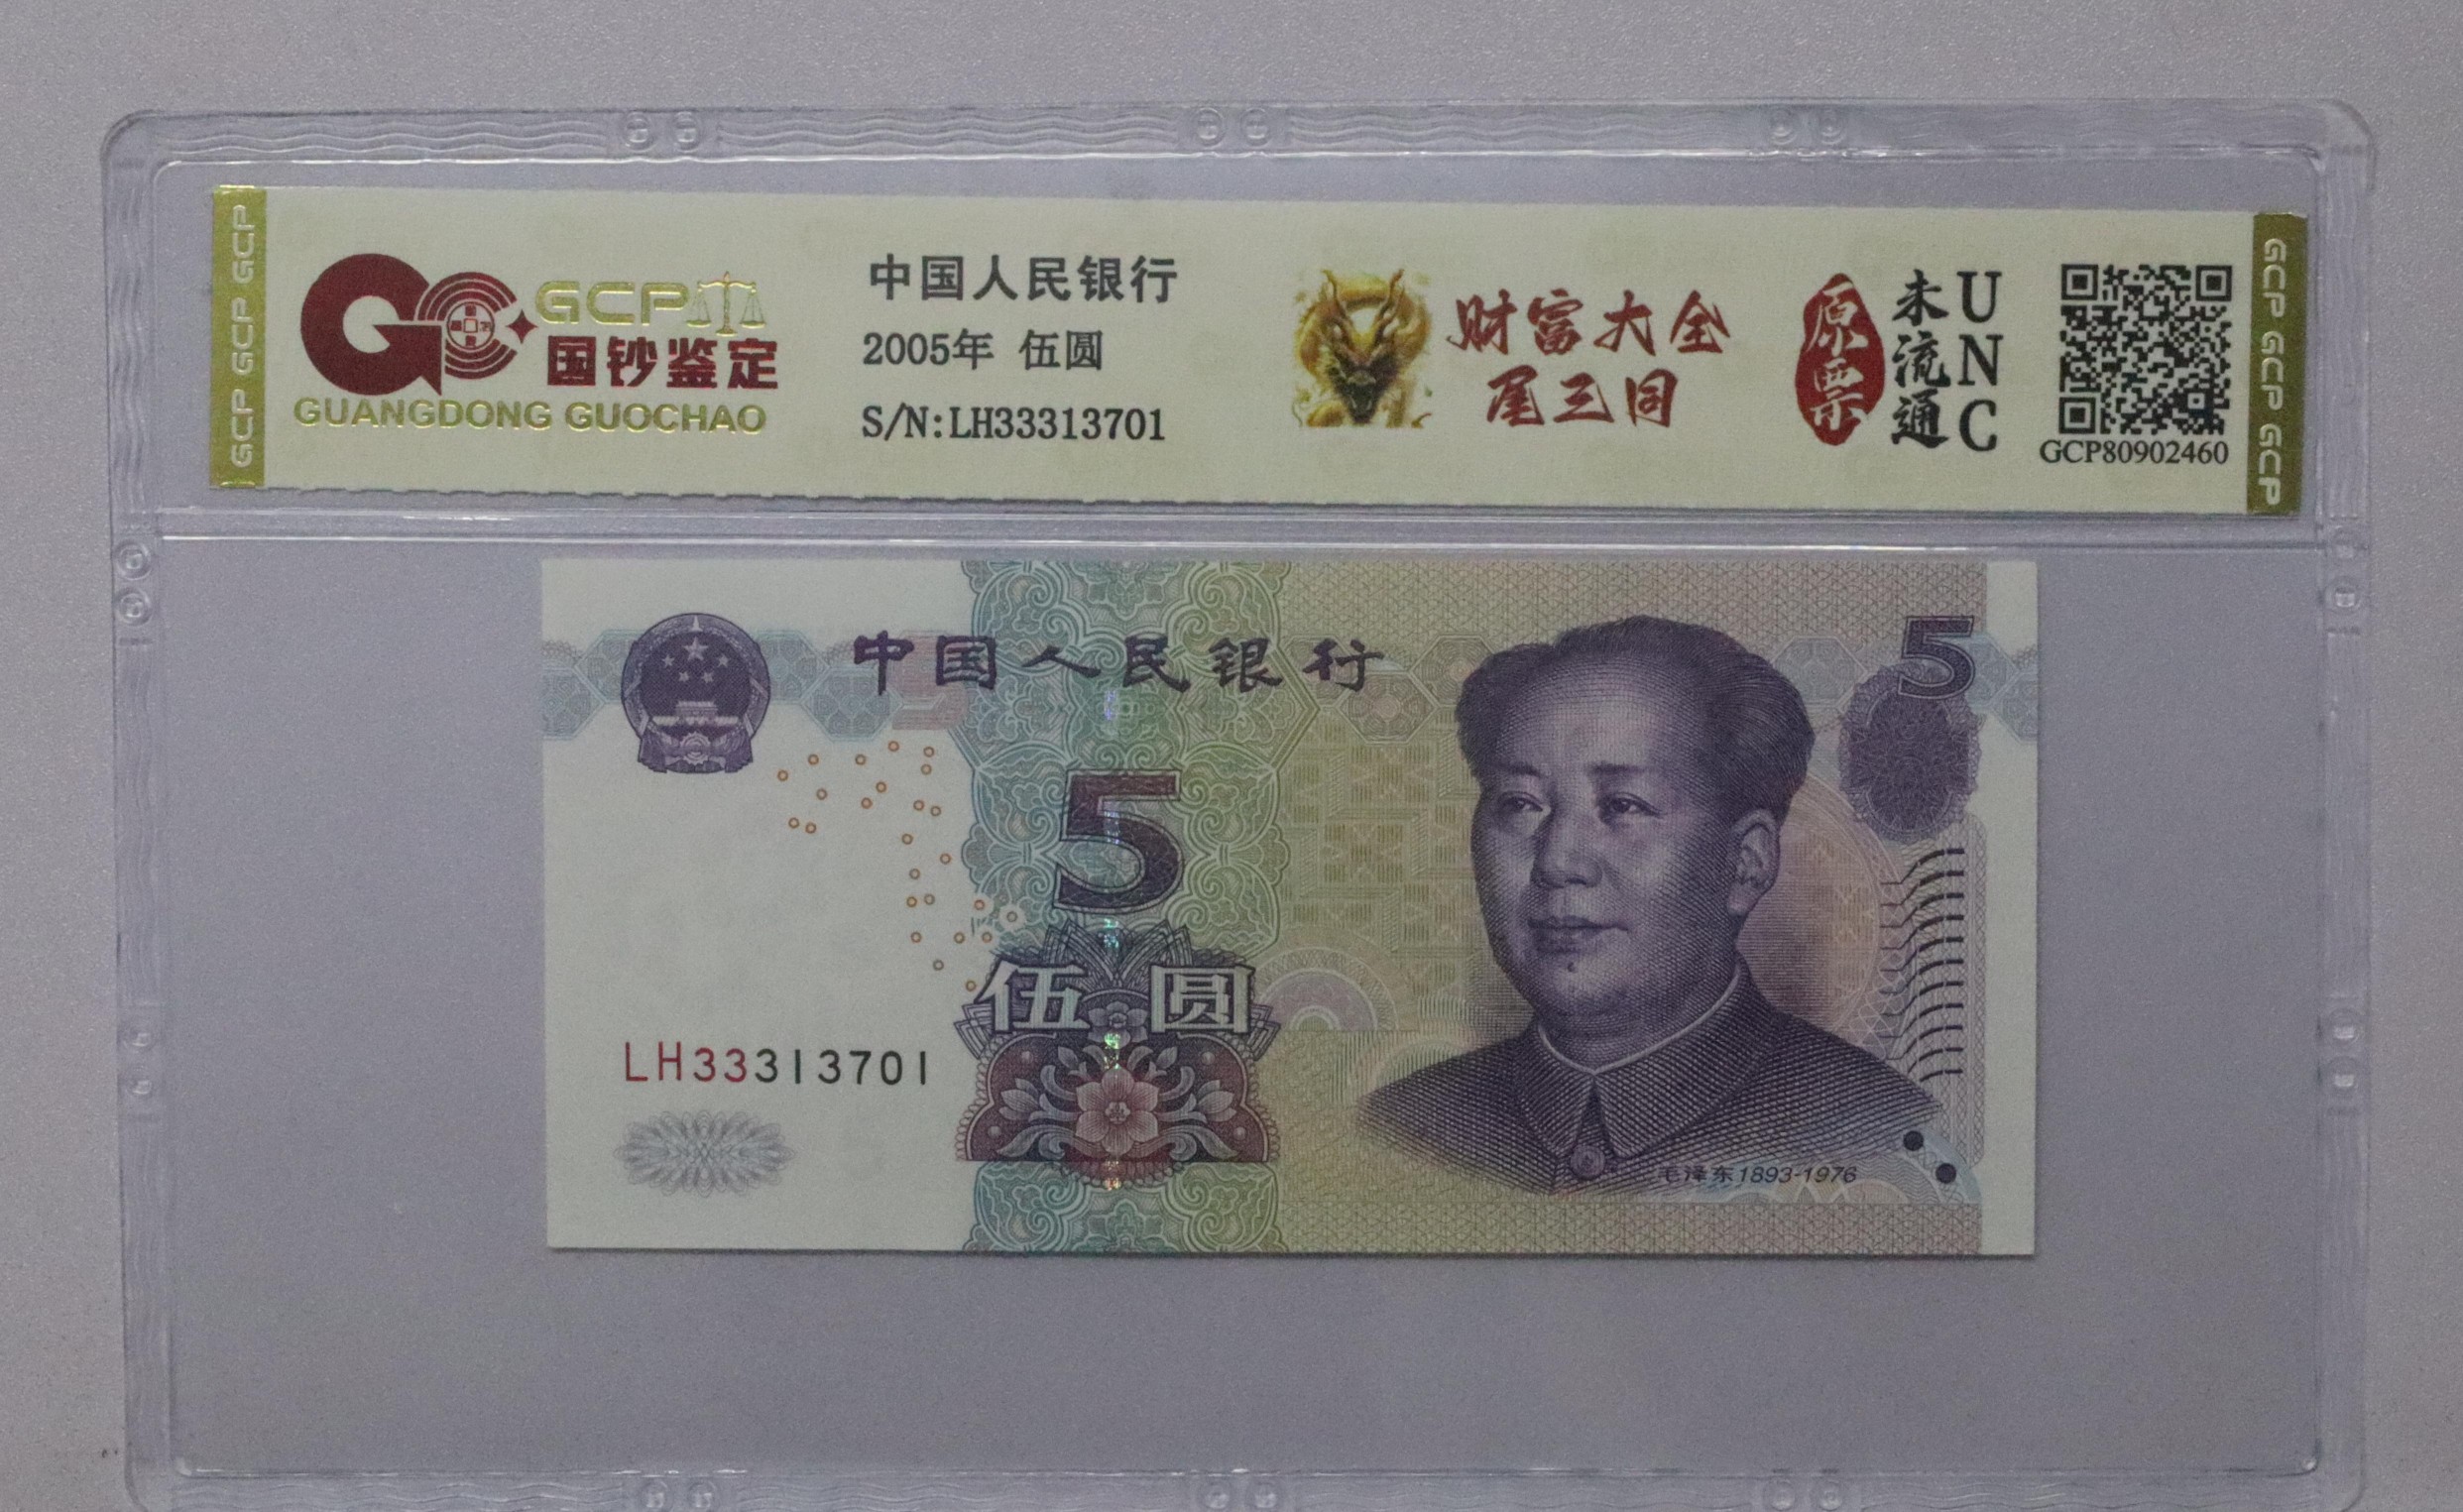 GCP GCP GCP
GCP
国钞鉴定
GUANGDONG GUOCHAO
中国人民银行
2005年 伍圆
S/N:LH33313701
财富大全
尾三同
原票
未流通
UNC
GCP80902460
GCP GCP GCP
中国人民银行
5
5
伍圆
LH33313701
毛泽东1893-1976